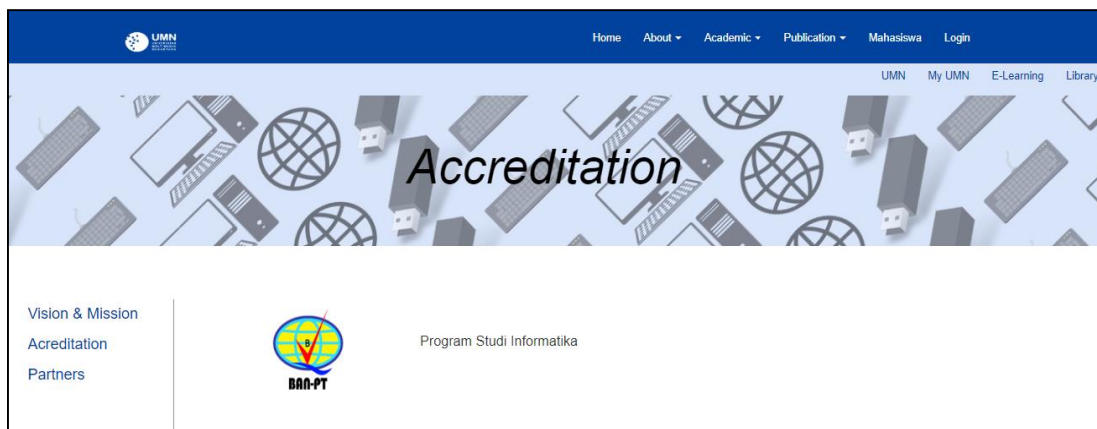 UMN
Home About Academic Publication Mahasiswa Login
UMN My UMN E-Learning Library
Accreditation
Vision & Mission
Acreditation
Partners
B
BAN-PT
Program Studi Informatika